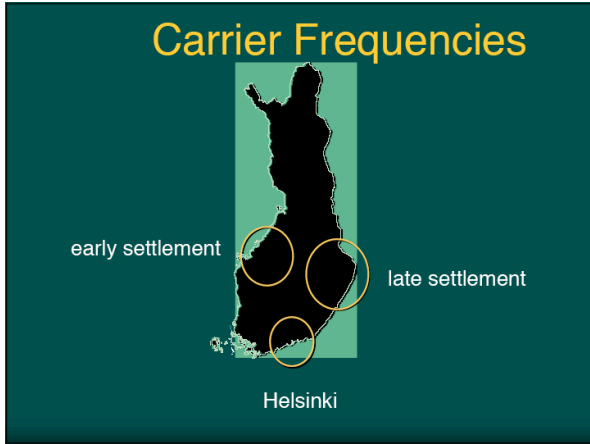 Carrier Frequencies
early settlement
late settlement
Helsinki